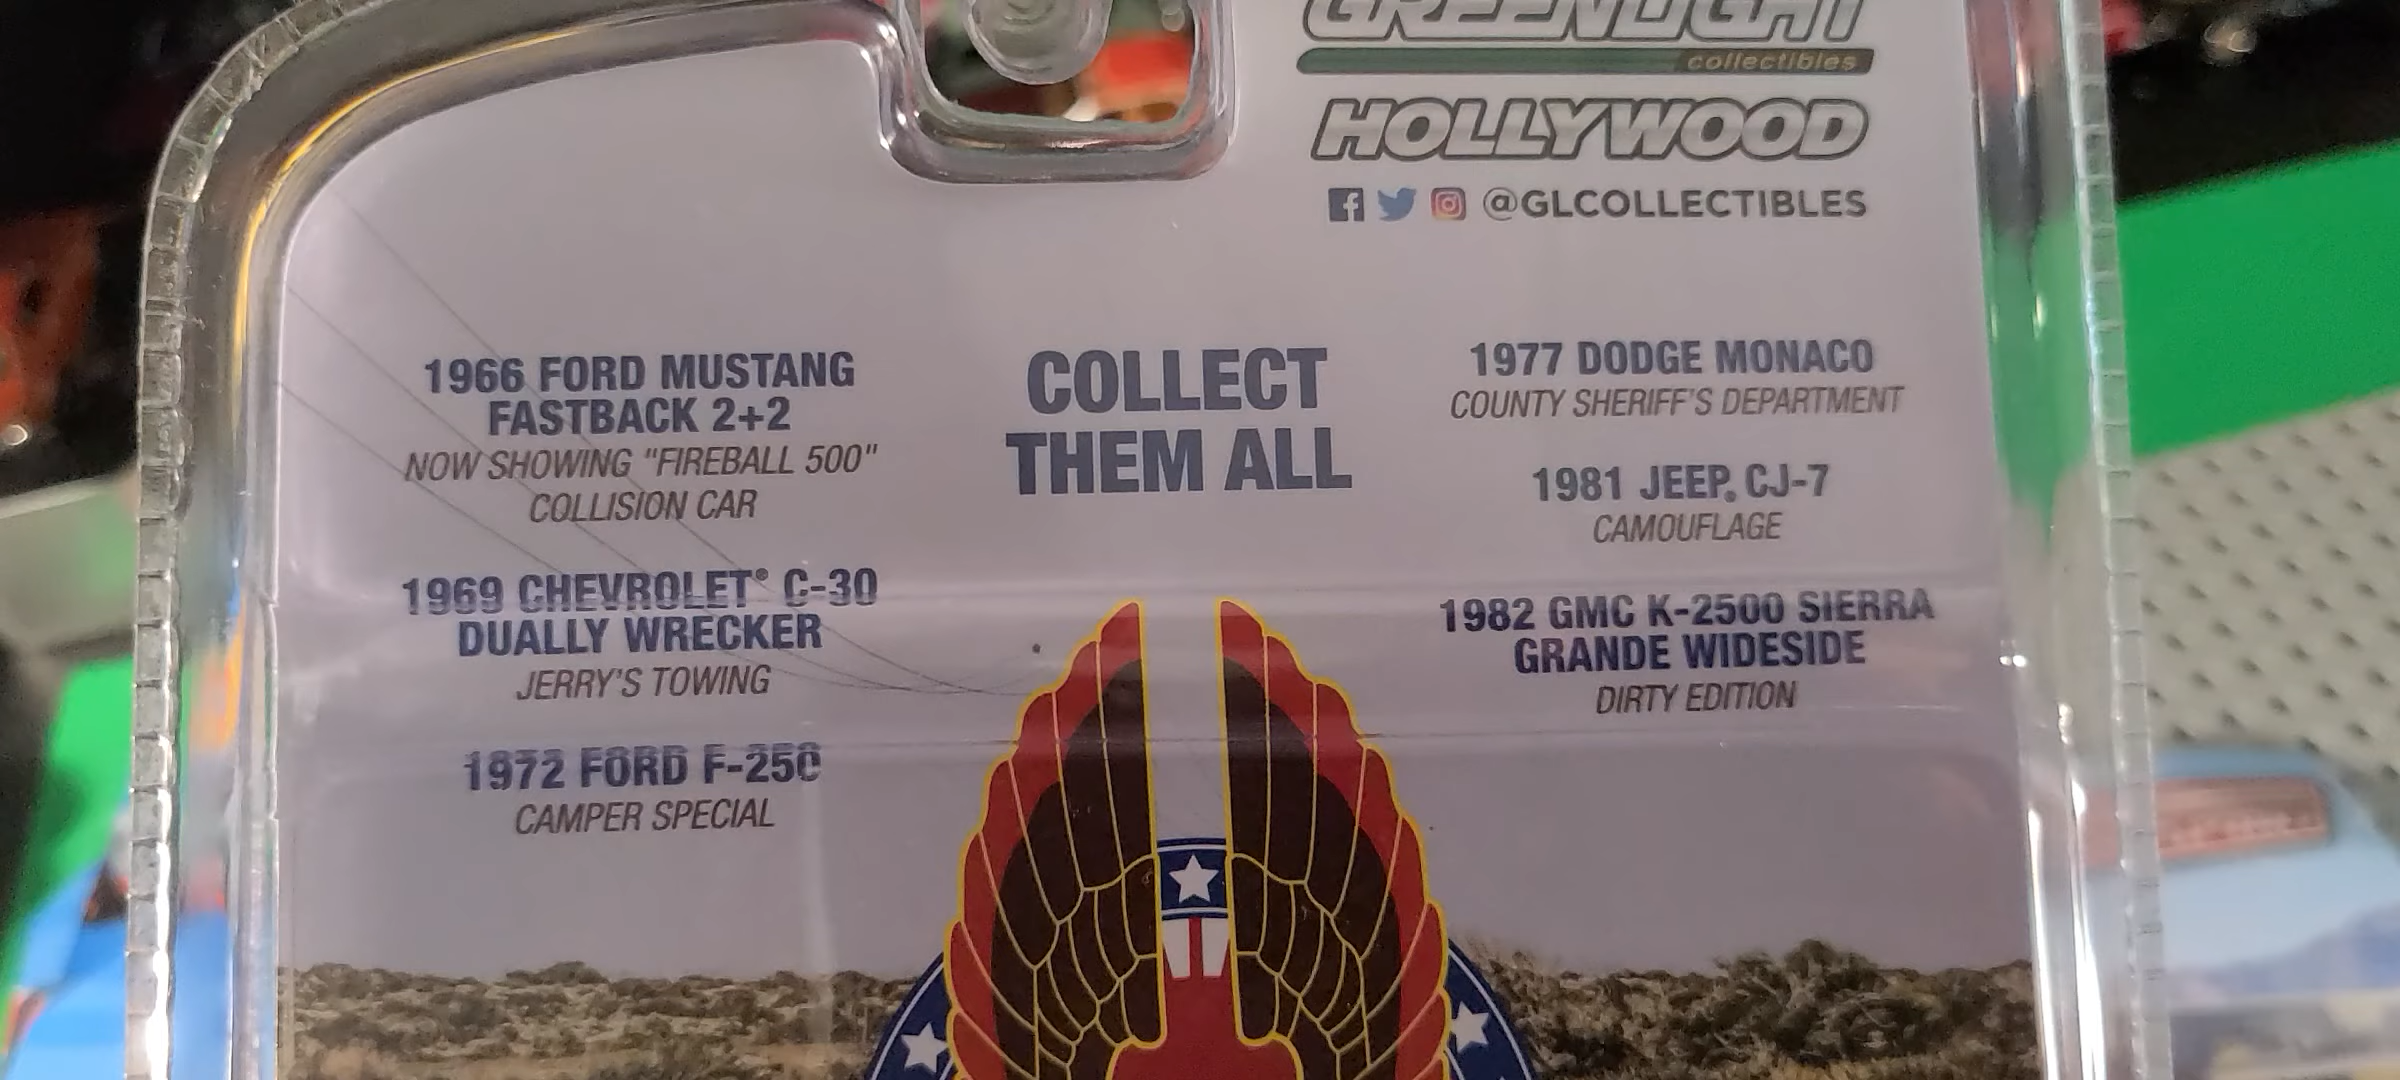 GREENLIGHT
collectibles
HOLLYWOOD
@GLCOLLECTIBLES
1966 FORD MUSTANG
FASTBACK 2+2
NOW SHOWING "FIREBALL 500"
COLLISION CAR
1969 CHEVROLET® C-30
DUALLY WRECKER
JERRY'S TOWING
1972 FORD F-250
CAMPER SPECIAL
COLLECT
THEM ALL
1977 DODGE MONACO
COUNTY SHERIFF'S DEPARTMENT
1981 JEEP® CJ-7
CAMOUFLAGE
1982 GMC K-2500 SIERRA
GRANDE WIDESIDE
DIRTY EDITION